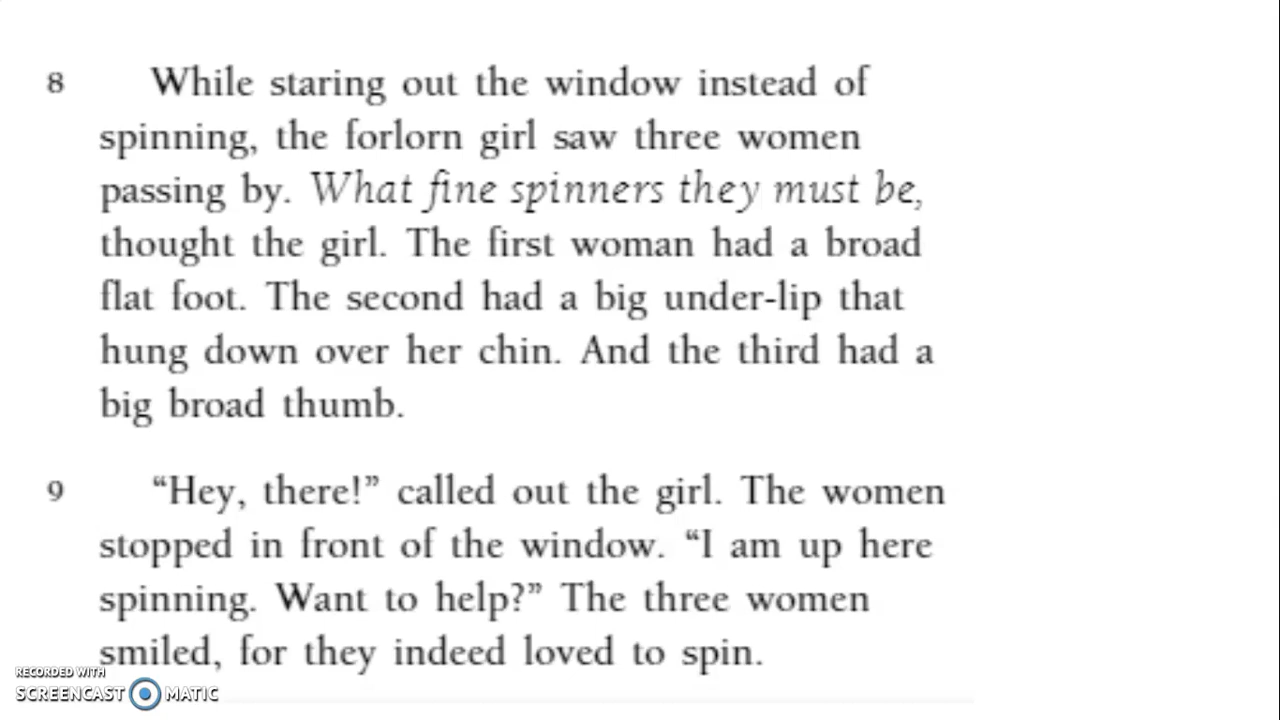 8 While staring out the window instead of
spinning, the forlorn girl saw three women
passing by. What fine spinners they must be,
thought the girl. The first woman had a broad
flat foot. The second had a big under-lip that
hung down over her chin. And the third had a
big broad thumb.
9 “Hey, there!” called out the girl. The women
stopped in front of the window. “I am up here
spinning. Want to help?” The three women
smiled, for they indeed loved to spin.
RECORDED WITH
SCREENCAST MATIC